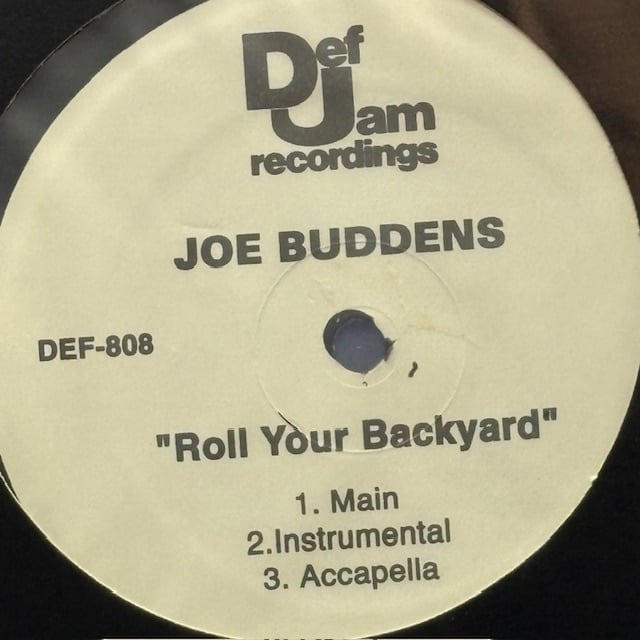 Def
Jam
recordings
JOE BUDDENS
DEF-808
"Roll Your Backyard"
1. Main
2.Instrumental
3. Accapella